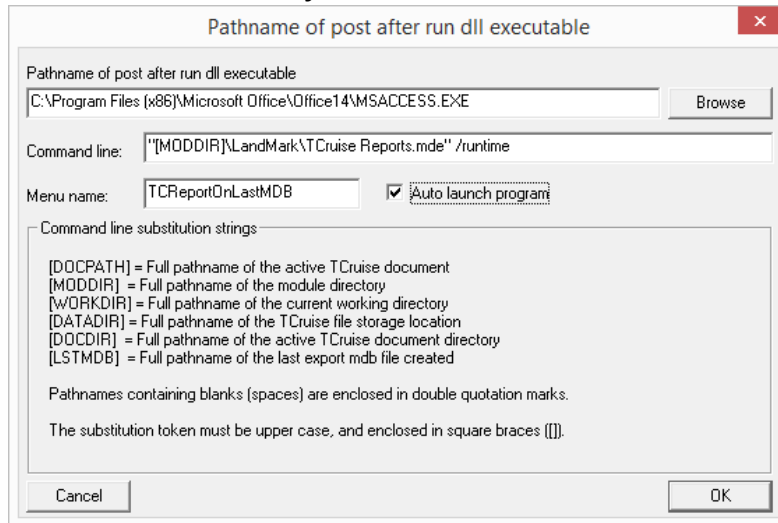 Pathname of post after run dll executable
Pathname of post after run dll executable
C:\Program Files (x86)\Microsoft Office\Office14\MSACCESS.EXE
Browse
Command line:
"[MODDIR]\LandMark\TCruise Reports.mde" /runtime
Menu name:
TCReportOnLastMDB
Auto launch program
Command line substitution strings
[DOCPATH] = Full pathname of the active TCruise document
[MODDIR] = Full pathname of the module directory
[WORKDIR] = Full pathname of the current working directory
[DATADIR] = Full pathname of the TCruise file storage location
[DOCDIR] = Full pathname of the active TCruise document directory
[LSTMDB] = Full pathname of the last export mdb file created
Pathnames containing blanks (spaces) are enclosed in double quotation marks.
The substitution token must be upper case, and enclosed in square braces ([]).
Cancel
OK